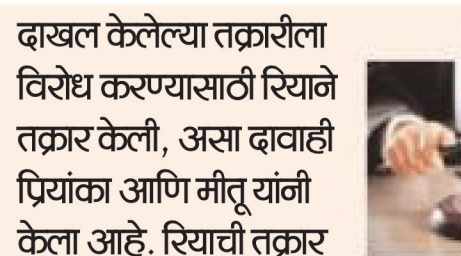 दाखल केलेल्या तक्रारीला
विरोध करण्यासाठी रियाने
तक्रार केली, असा दावाही
प्रियांका आणि मीतू यांनी
केला आहे. रियाची तक्रार